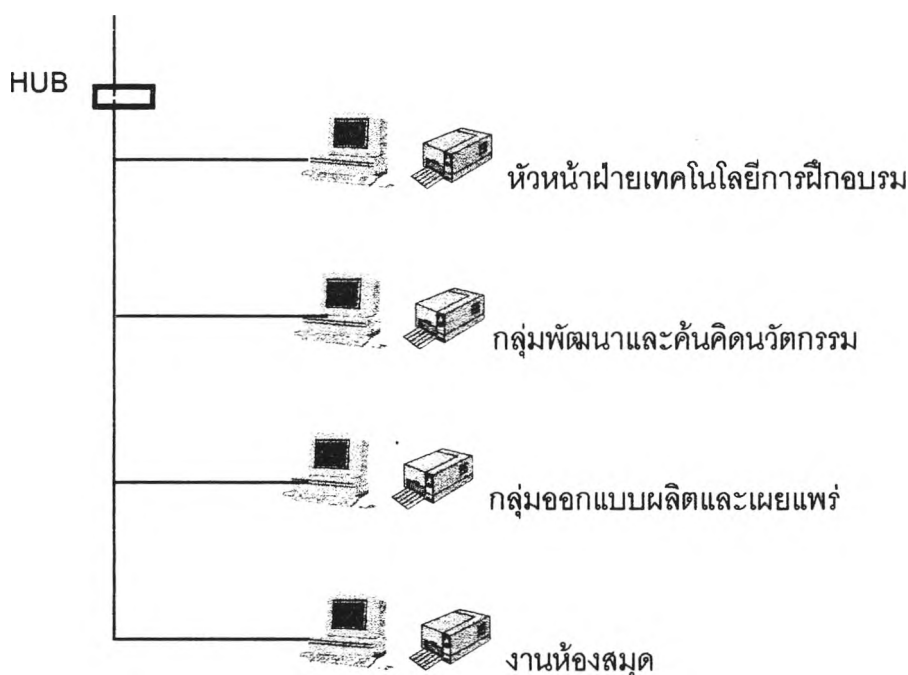 HUB
หัวหน้าฝ่ายเทคโนโลยีการฝึกอบรม
กลุ่มพัฒนาและค้นคิดนวัตกรรม
กลุ่มออกแบบผลิตและเผยแพร่
งานห้องสมุด